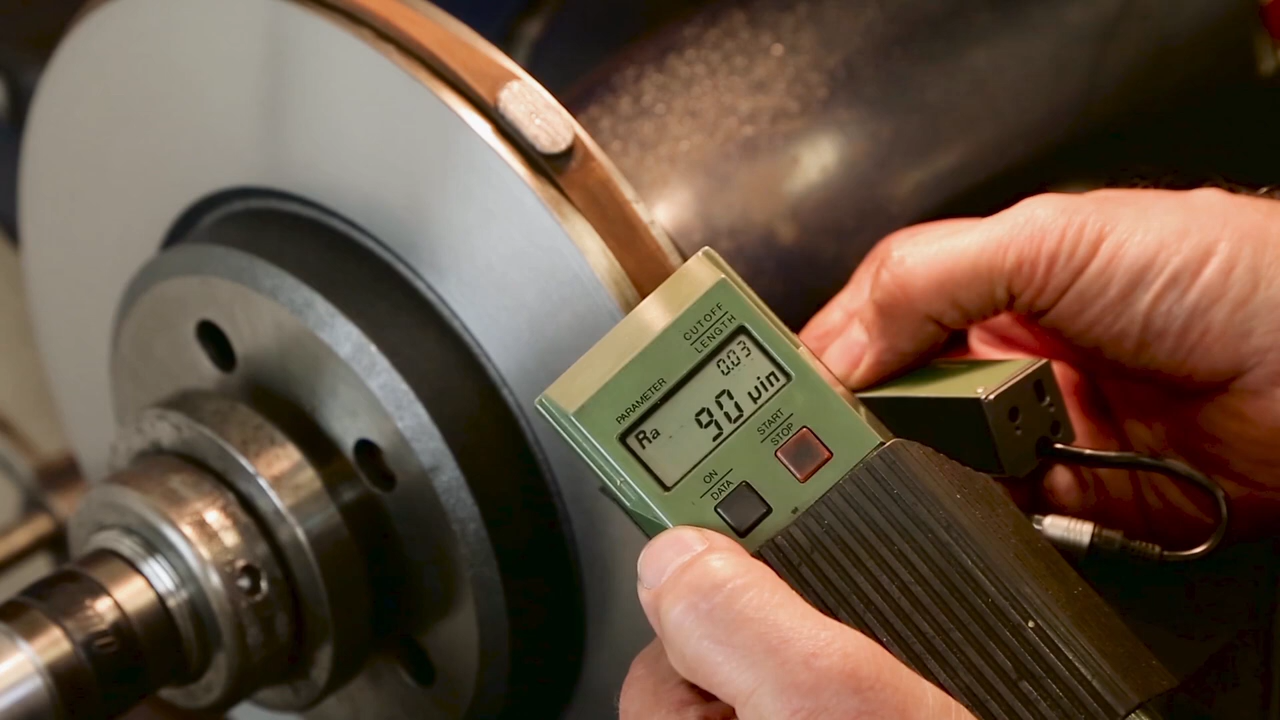 CUTOFF
LENGTH
PARAMETER
0.03
Ra 90 µin
START
STOP
ON
DATA